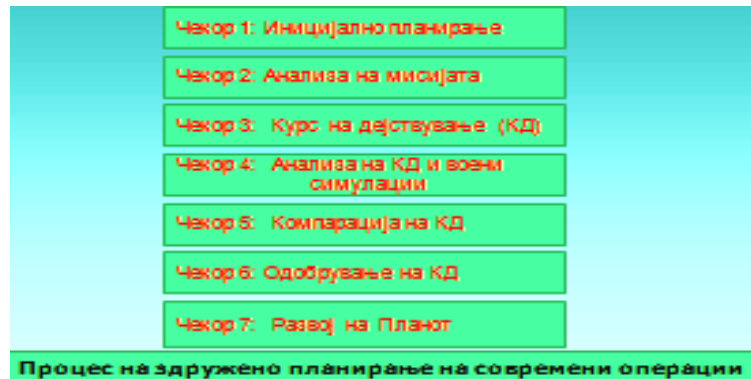 Чекор 1: Иницијално планирање
Чекор 2: Анализа на мисијата
Чекор 3: Курс на дејствување (КД)
Чекор 4: Анализа на КД и воени
симулации
Чекор 5: Компарација на КД
Чекор 6: Одобрување на КД
Чекор 7: Развој на Планот
Процес на здружено планирање на современи операции